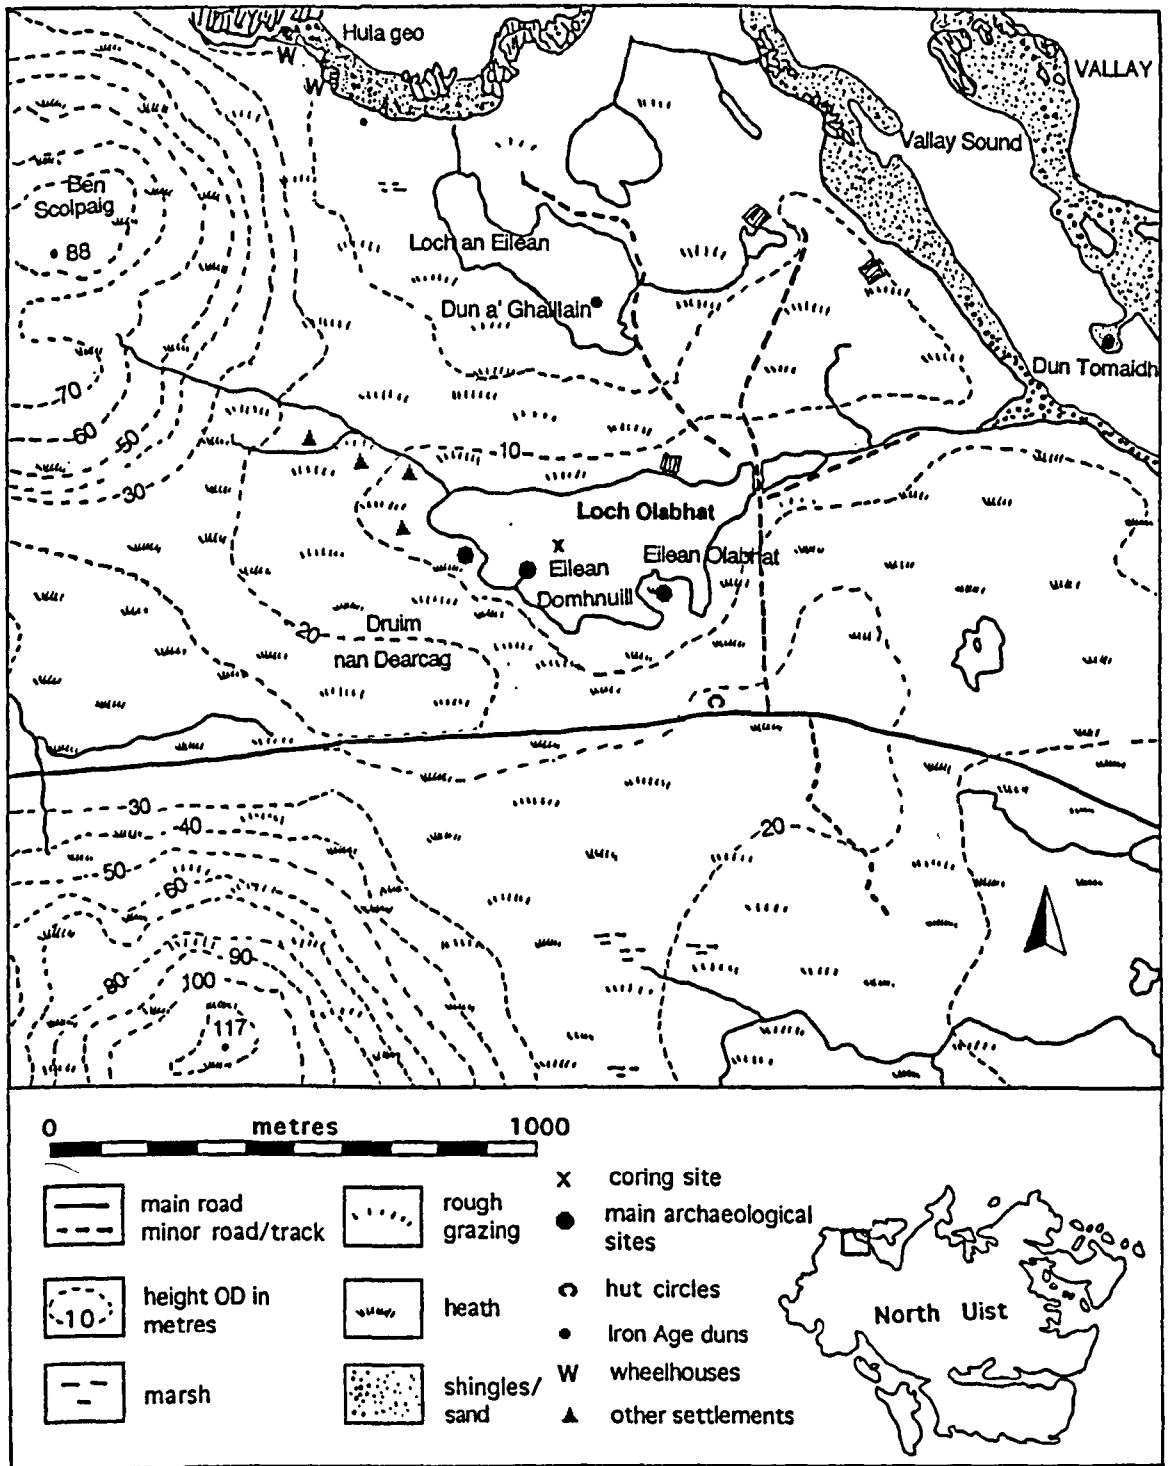 Hula geo
W
W
VALLAY
Vallay Sound
Ben
Scolpaig
88
Loch an Eilean
Dun a' Ghallain
Dun Tomaidh
70
60
50
30
10
Loch Olabhat
x
Eilean
Domhnuill
Eilean Olabhat
20
Druim
nan Dearcag
30
40
50
60
20
80
90
100
117
0 metres 1000
main road
minor road/track
height OD in
metres
10
marsh
rough
grazing
heath
shingles/
sand
x coring site
main archaeological
sites
hut circles
Iron Age duns
W wheelhouses
other settlements
North Uist